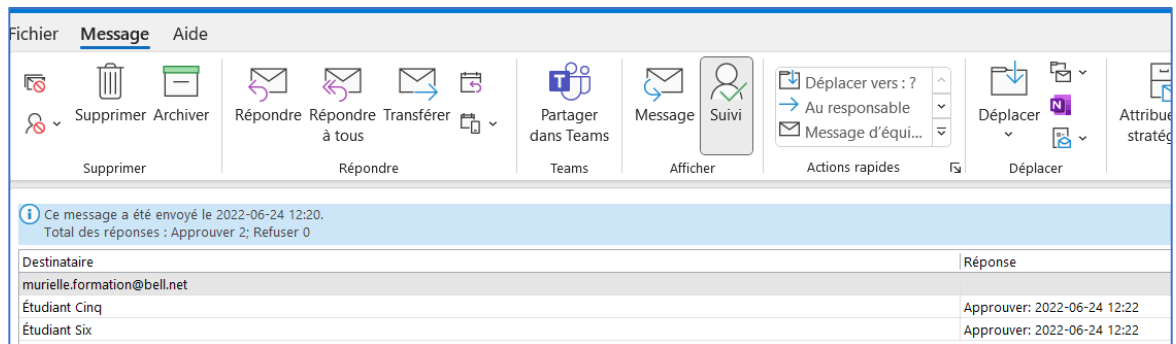 Fichier Message Aide
Supprimer Archiver
Répondre Répondre à tous Transférer
Partager dans Teams
Message Suivi
Déplacer vers : ?
Au responsable
Message d'équi...
Déplacer
Supprimer Répondre Teams Afficher Actions rapides Déplacer
Ce message a été envoyé le 2022-06-24 12:20.
Total des réponses : Approuver 2; Refuser 0
Destinataire Réponse
murielle.formation@bell.net
Étudiant Cinq Approuver: 2022-06-24 12:22
Étudiant Six Approuver: 2022-06-24 12:22